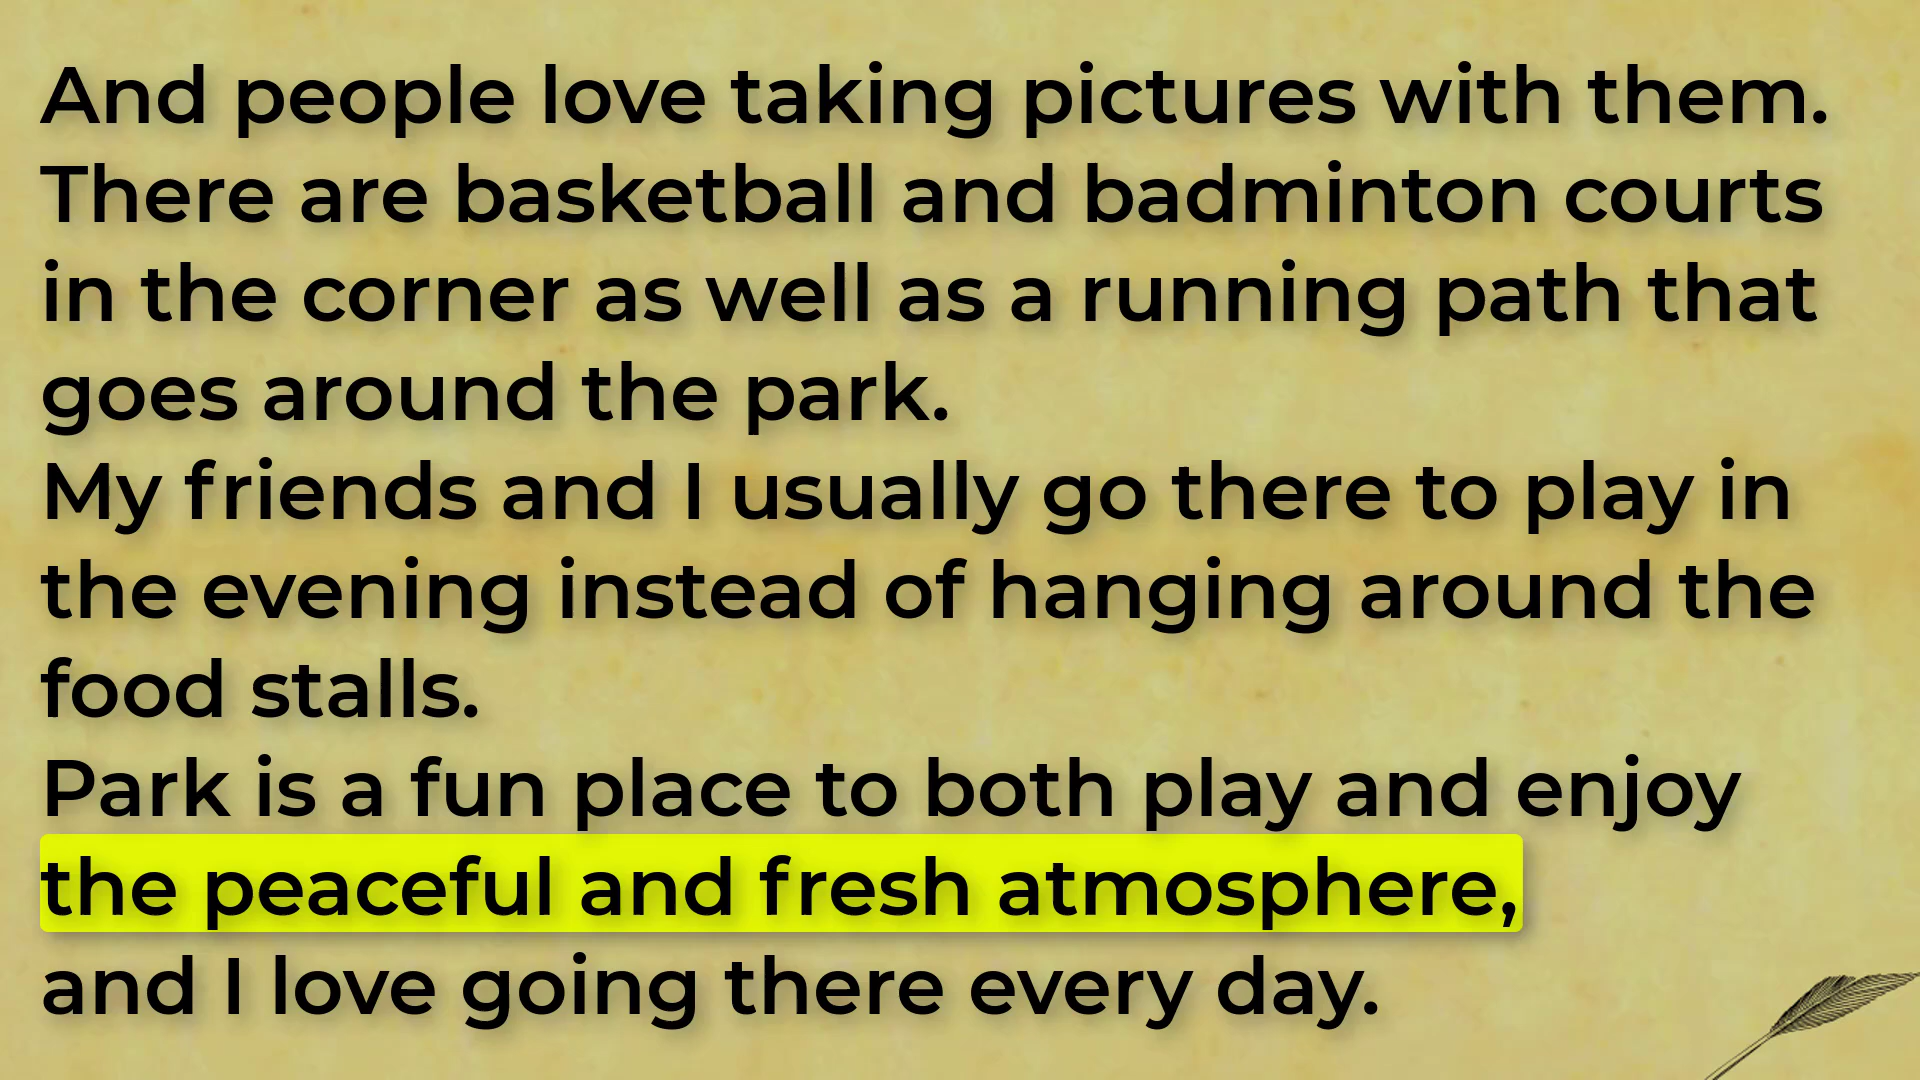 And people love taking pictures with them.
There are basketball and badminton courts
in the corner as well as a running path that
goes around the park.
My friends and I usually go there to play in
the evening instead of hanging around the
food stalls.
Park is a fun place to both play and enjoy
the peaceful and fresh atmosphere,
and I love going there every day.